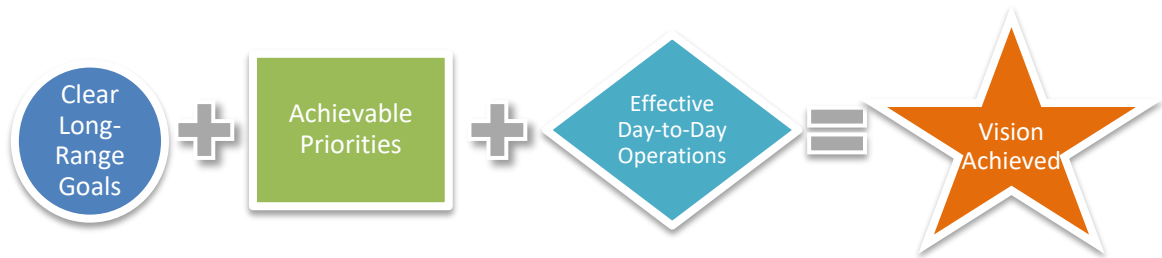 Clear
Long-
Range
Goals
Achievable
Priorities
Effective
Day-to-Day
Operations
Vision
Achieved